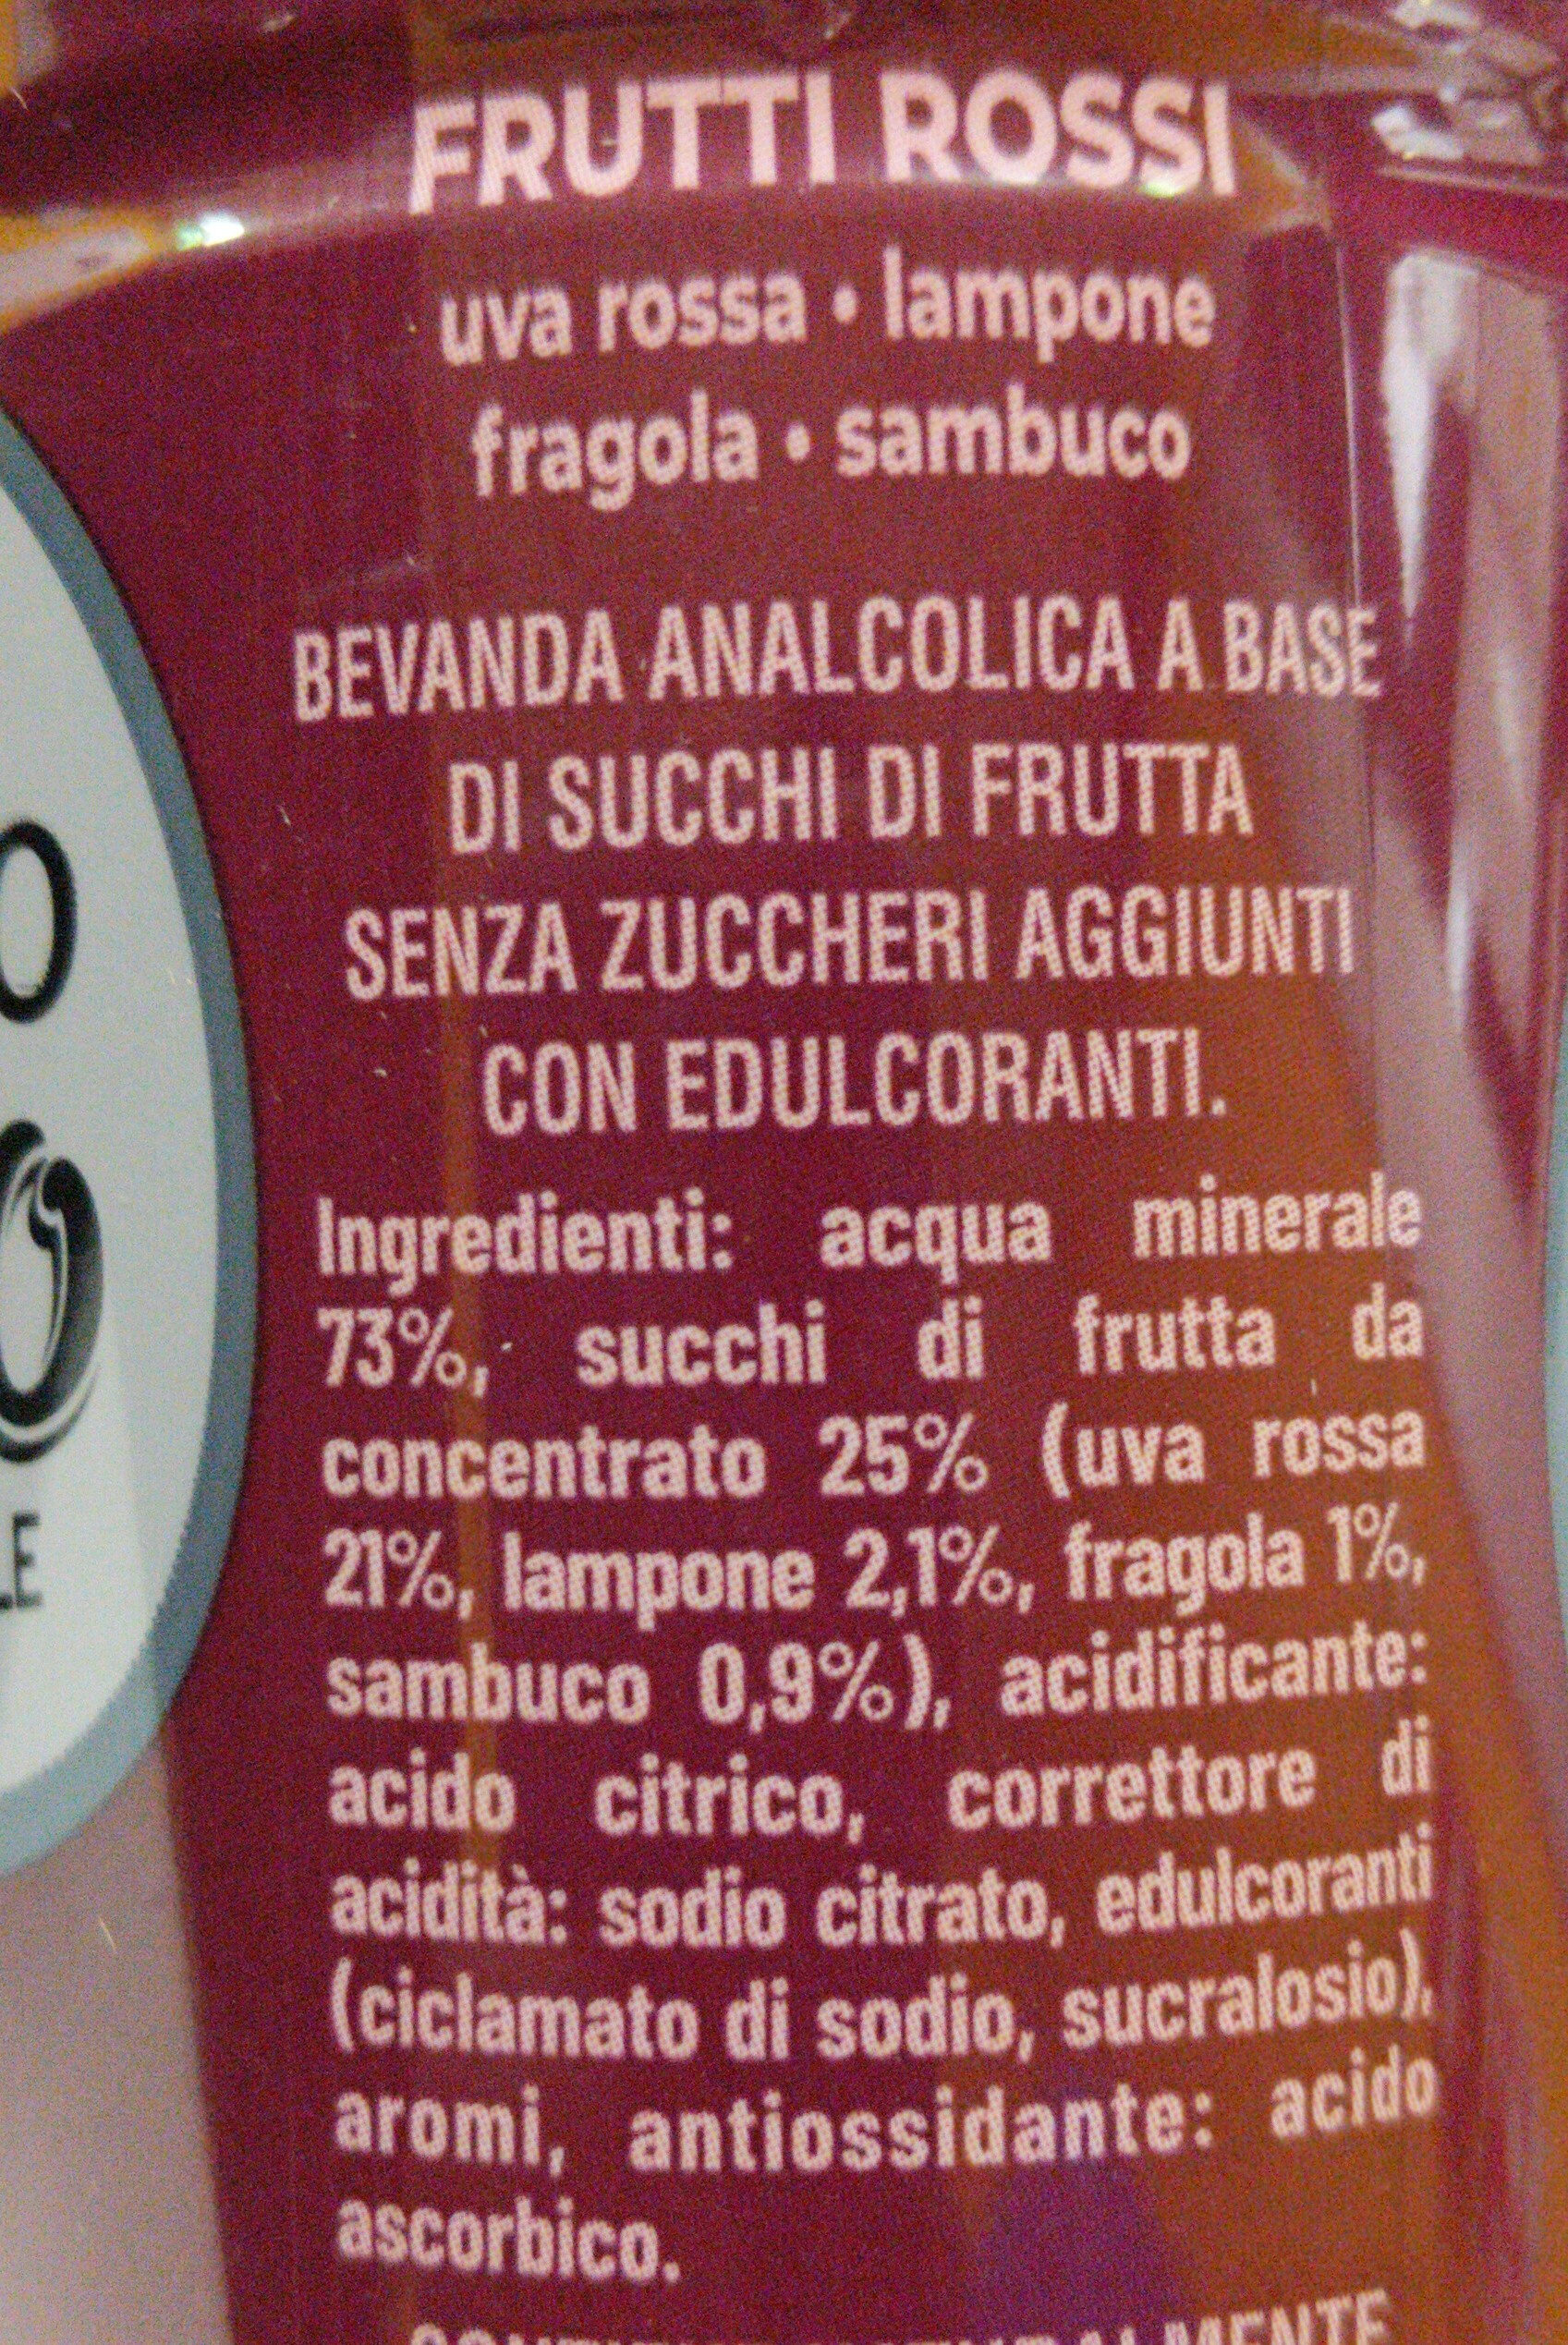 FRUTTI ROSSI
uva rossa • lampone
fragola • sambuco
BEVANDA ANALCOLICA A BASE
DI SUCCHI DI FRUTTA
SENZA ZUCCHERI AGGIUNTI
CON EDULCORANTI.
Ingredienti: acqua minerale
73%, succhi di frutta da
concentrato 25% (uva rossa
21%, lampone 2,1%, fragola 1%,
sambuco 0,9%), acidificante:
acido citrico, correttore di
acidità: sodio citrato, edulcoranti
(ciclamato di sodio, sucralosio),
aromi, antiossidante: acido
ascorbico.